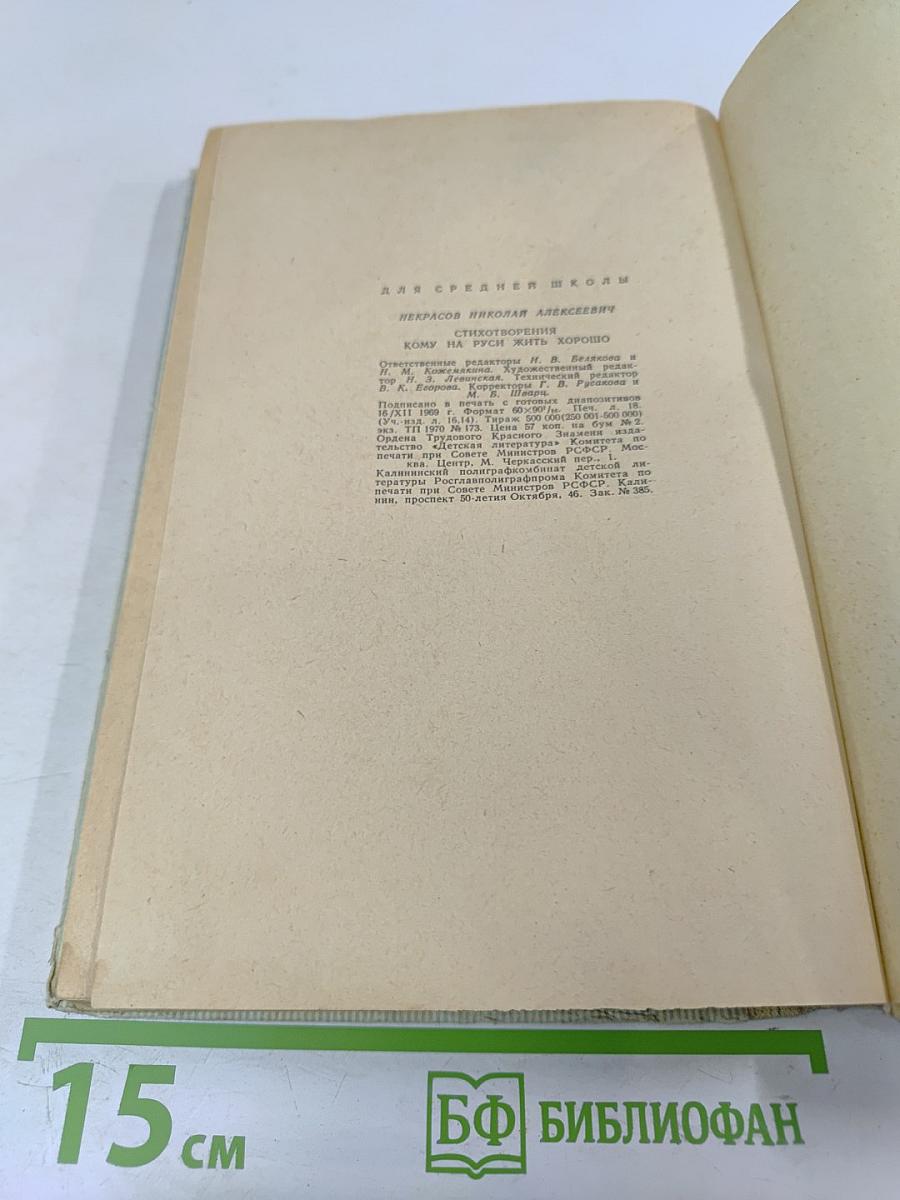 ДЛЯ СРЕДНЕЙ ШКОЛЫ
НЕКРАСОВ НИКОЛАЙ АЛЕКСЕЕВИЧ
СТИХОТВОРЕНИЯ
КОМУ НА РУСИ ЖИТЬ ХОРОШО
Ответственные редакторы Н. В. Белякова и
Н. М. Кожемякина. Художественный редак-
тор Н. З. Левинская. Технический редактор
В. К. Егорова. Корректоры Г. В. Русакова и
М. Б. Шварц.
Подписано в печать с готовых диапозитивов
16/XII 1969 г. Формат 60×90¹/₁₆. Печ. л. 18.
(Уч.-изд. л. 16,14). Тираж 500 000(250 001-500 000)
экз. ТП 1970 № 173. Цена 57 коп. на бум № 2.
Ордена Трудового Красного Знамени изда-
тельство «Детская литература» Комитета по
печати при Совете Министров РСФСР. Мос-
ква. Центр, М. Черкасский пер., 1.
Калининский полиграфкомбинат детской ли-
тературы Росглавполиграфпрома Комитета по
печати при Совете Министров РСФСР. Кали-
нин, проспект 50-летия Октября, 46. Зак. № 385.
15 см
БФ БИБЛИОФАН